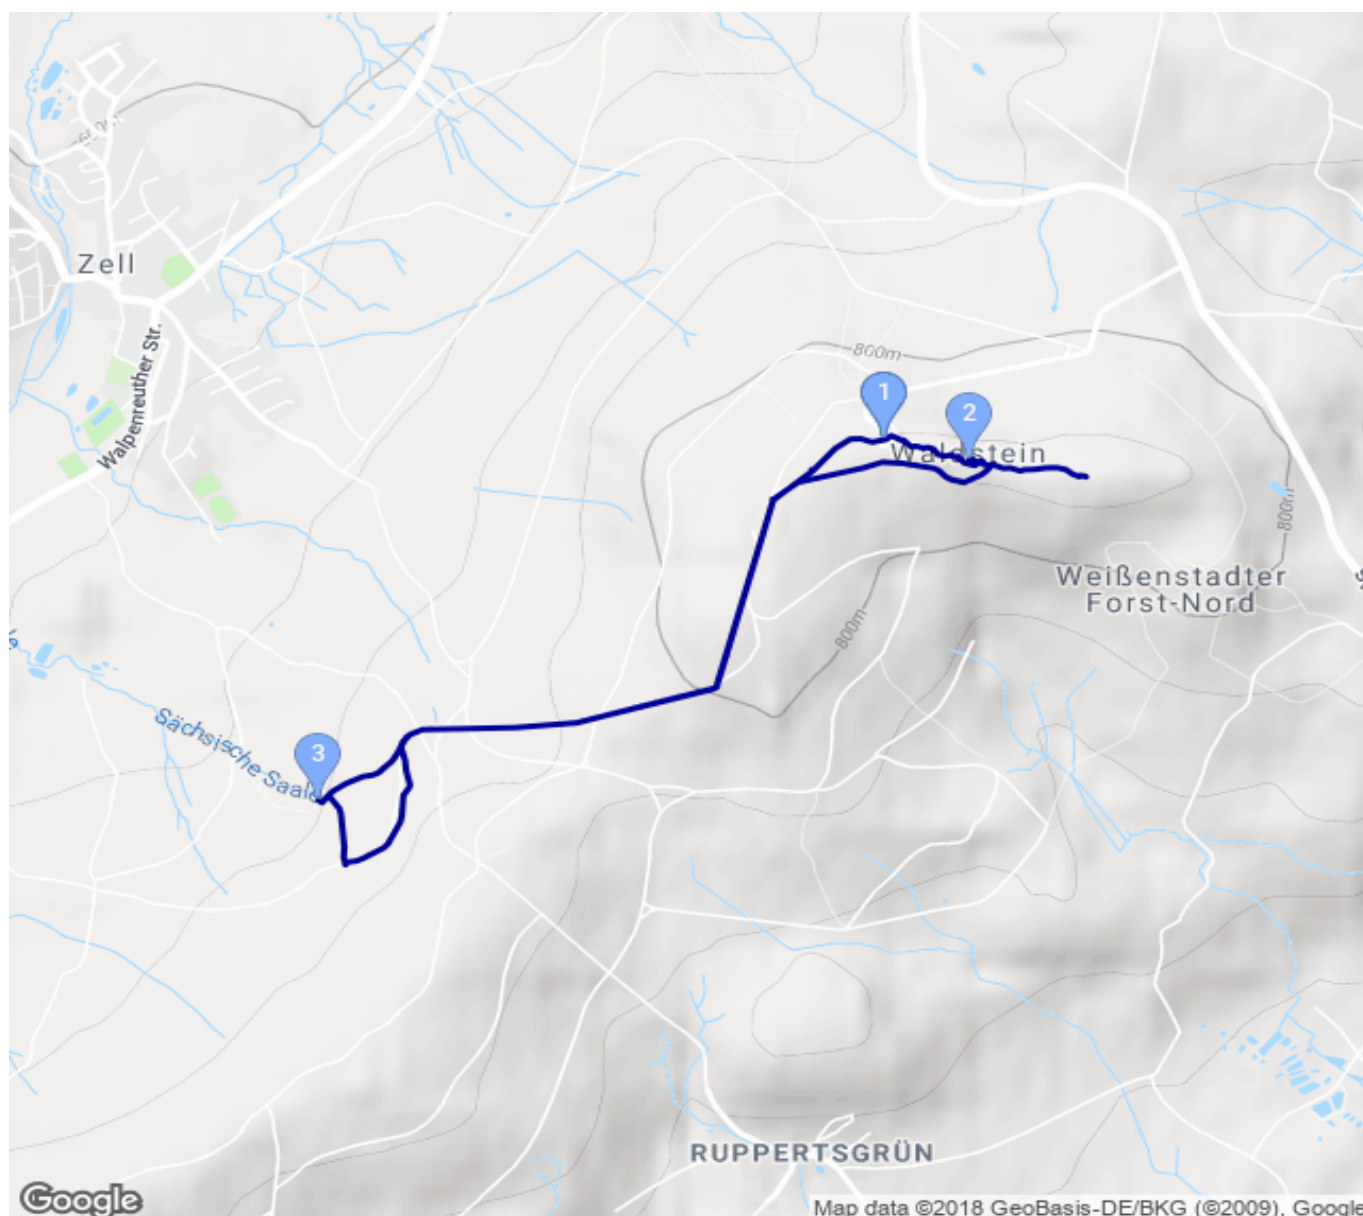 650m
Zell
Walpenreuther Str.
800m
1
2
Waldstein
800m
Weißenstadter
Forst-Nord
800m
Sächsische Saale
3
RUPPERTSGRÜN
Google
Map data ©2018 GeoBasis-DE/BKG (©2009), Google